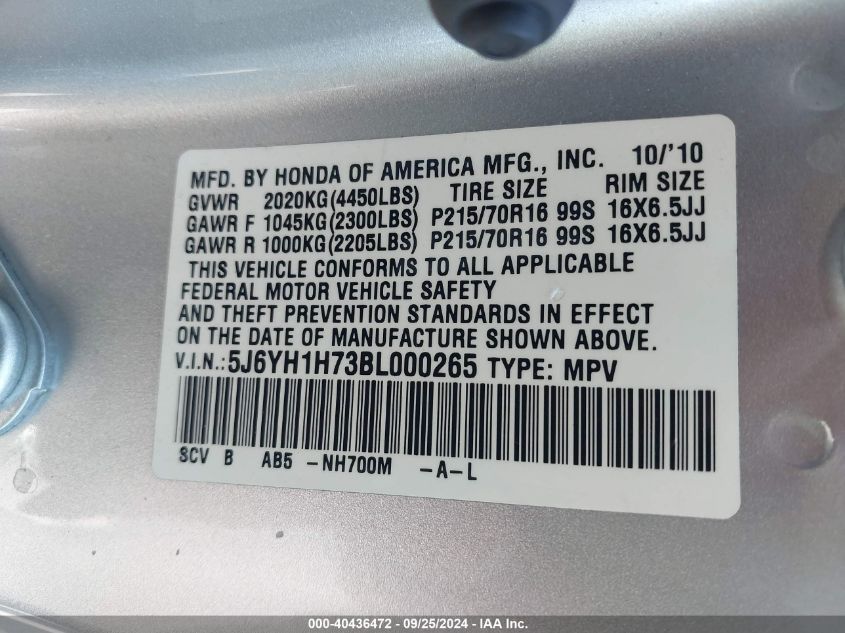 MFD. BY HONDA OF AMERICA MFG., INC. 10/'10
GVWR 2020KG(4450LBS) TIRE SIZE RIM SIZE
GAWR F 1045KG(2300LBS) P215/70R16 99S 16X6.5JJ
GAWR R 1000KG(2205LBS) P215/70R16 99S 16X6.5JJ
THIS VEHICLE CONFORMS TO ALL APPLICABLE
FEDERAL MOTOR VEHICLE SAFETY
AND THEFT PREVENTION STANDARDS IN EFFECT
ON THE DATE OF MANUFACTURE SHOWN ABOVE.
V.I.N.: 5J6YH1H73BL000265 TYPE: MPV
SCV B AB5 -NH700M -A-L
000-40436472 - 09/25/2024 - IAA Inc.